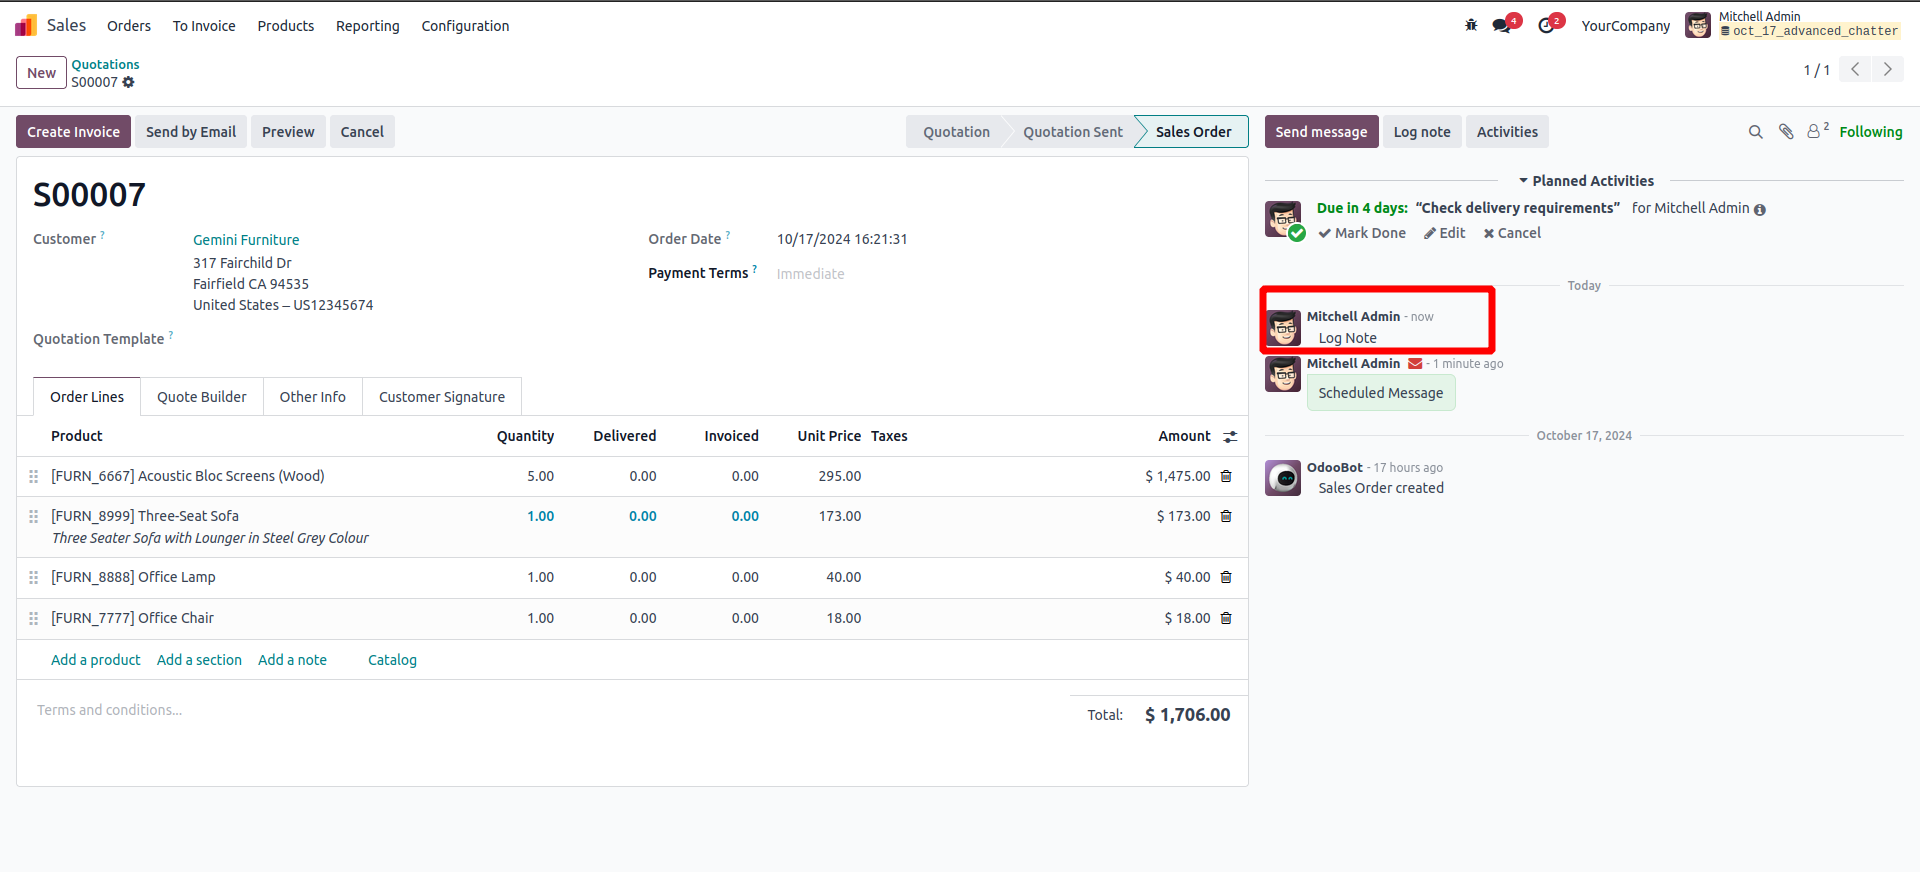 Sales Orders To Invoice Products Reporting Configuration 4 2 YourCompany Mitchell Admin
oct_17_advanced_chatter
New Quotations
S00007 1 / 1
Create Invoice Send by Email Preview Cancel Quotation Quotation Sent Sales Order Send message Log note Activities 2 Following
Planned Activities
S00007
Due in 4 days: “Check delivery requirements” for Mitchell Admin
Mark Done Edit Cancel
Customer ? Gemini Furniture
317 Fairchild Dr
Fairfield CA 94535
United States – US12345674
Order Date ? 10/17/2024 16:21:31
Payment Terms ? Immediate
Quotation Template ?
Today
Mitchell Admin - now
Log Note
Mitchell Admin - 1 minute ago
Scheduled Message
October 17, 2024
OdooBot - 17 hours ago
Sales Order created
Order Lines Quote Builder Other Info Customer Signature
Product Quantity Delivered Invoiced Unit Price Taxes Amount
[FURN_6667] Acoustic Bloc Screens (Wood) 5.00 0.00 0.00 295.00 $ 1,475.00
[FURN_8999] Three-Seat Sofa 1.00 0.00 0.00 173.00 $ 173.00
Three Seater Sofa with Lounger in Steel Grey Colour
[FURN_8888] Office Lamp 1.00 0.00 0.00 40.00 $ 40.00
[FURN_7777] Office Chair 1.00 0.00 0.00 18.00 $ 18.00
Add a product Add a section Add a note Catalog
Terms and conditions...
Total: $ 1,706.00